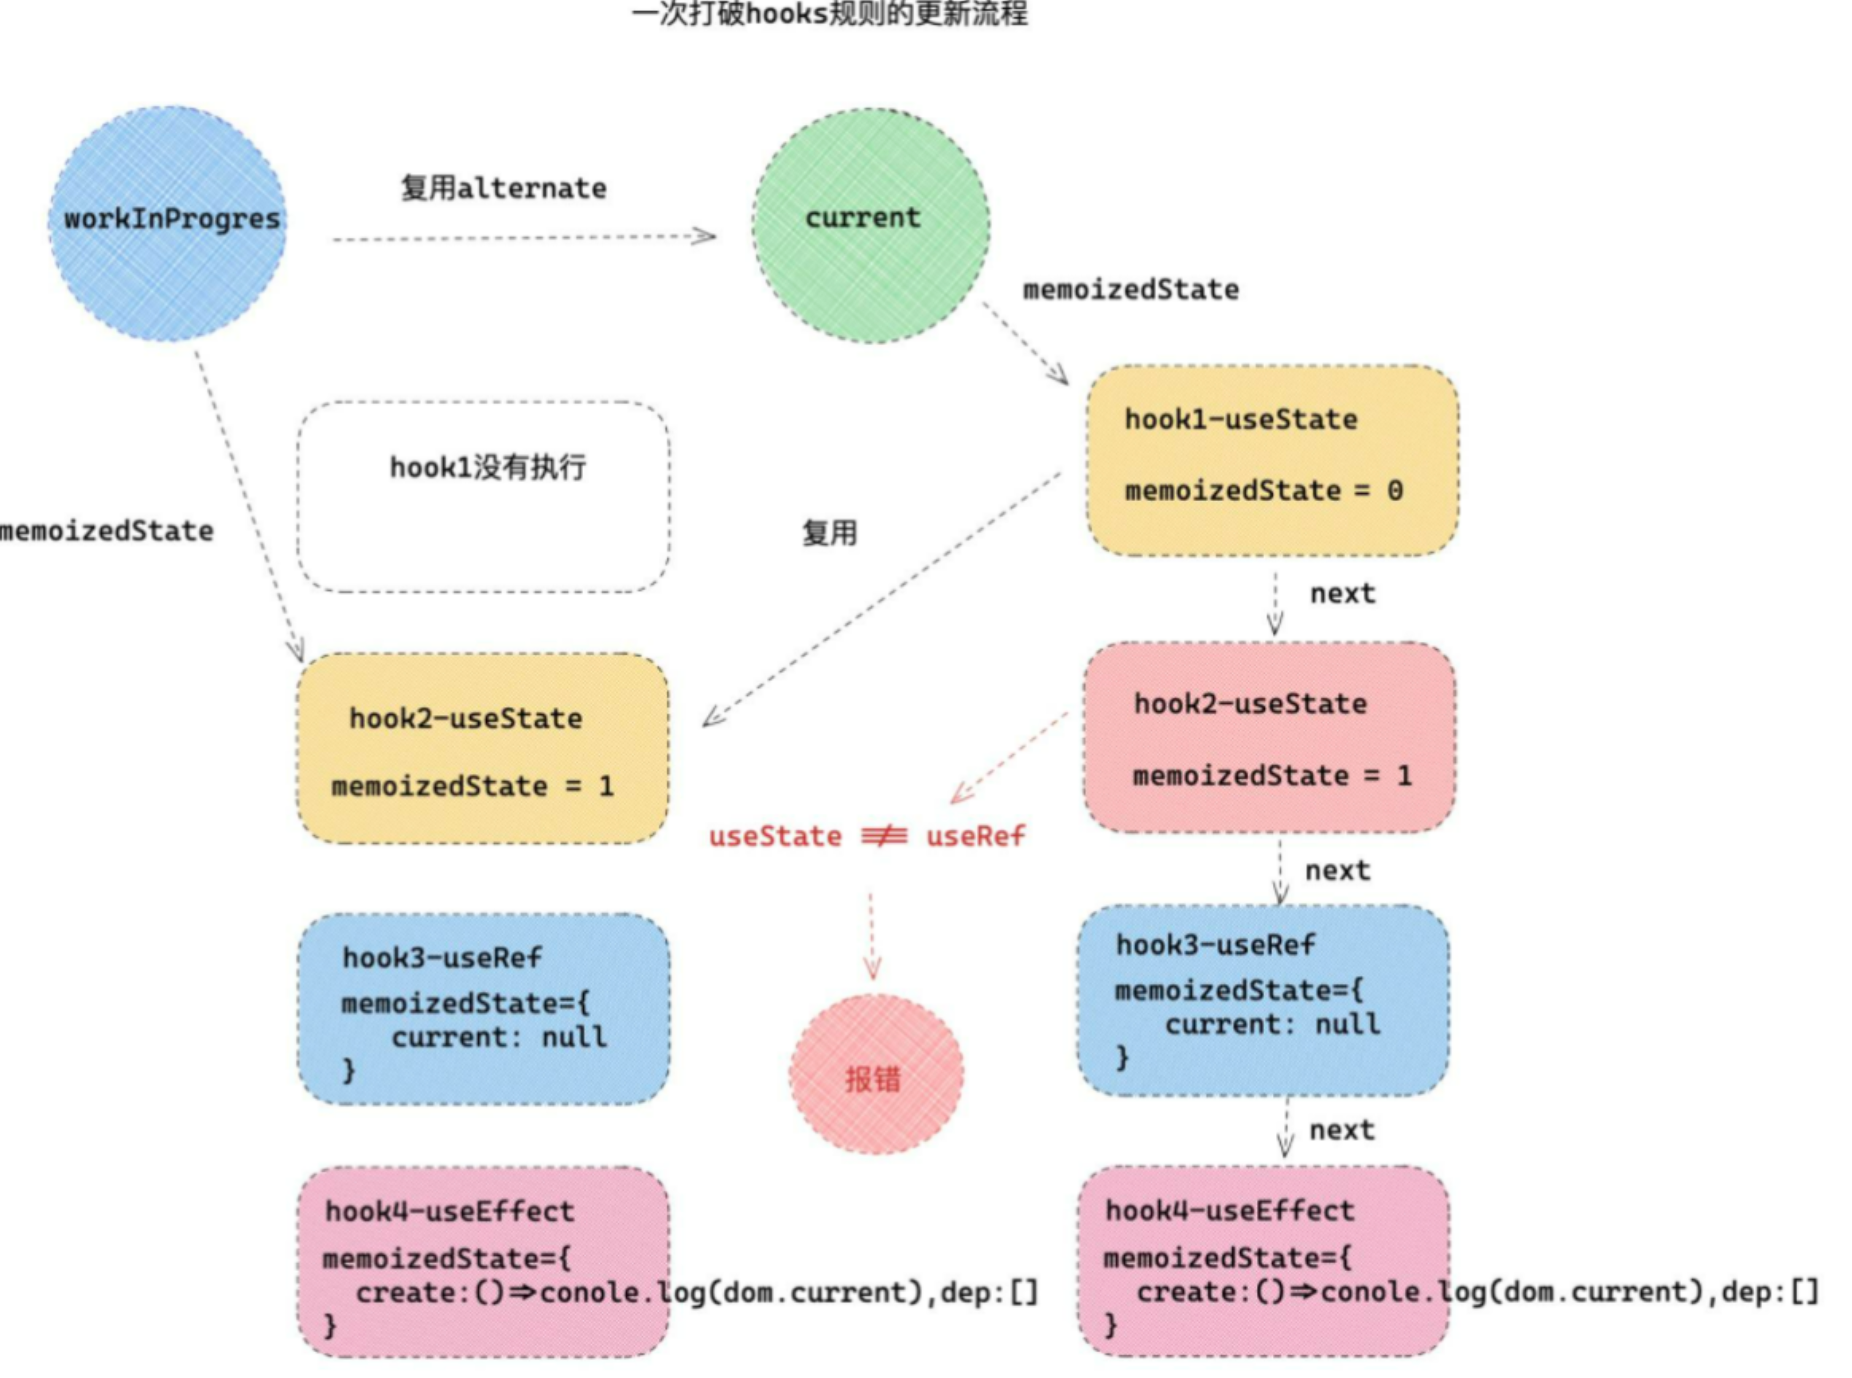 一次打破hooks规则的更新流程
workInProgres
复用alternate
current
memoizedState
hook1-useState
memoizedState = 0
hook1没有执行
memoizedState
复用
next
hook2-useState
memoizedState = 1
hook2-useState
memoizedState = 1
useState ≢ useRef
next
hook3-useRef
memoizedState={
current: null
}
hook3-useRef
memoizedState={
current: null
}
报错
next
hook4-useEffect
memoizedState={
create:()=>conole.log(dom.current),dep:[]
}
hook4-useEffect
memoizedState={
create:()=>conole.log(dom.current),dep:[]
}